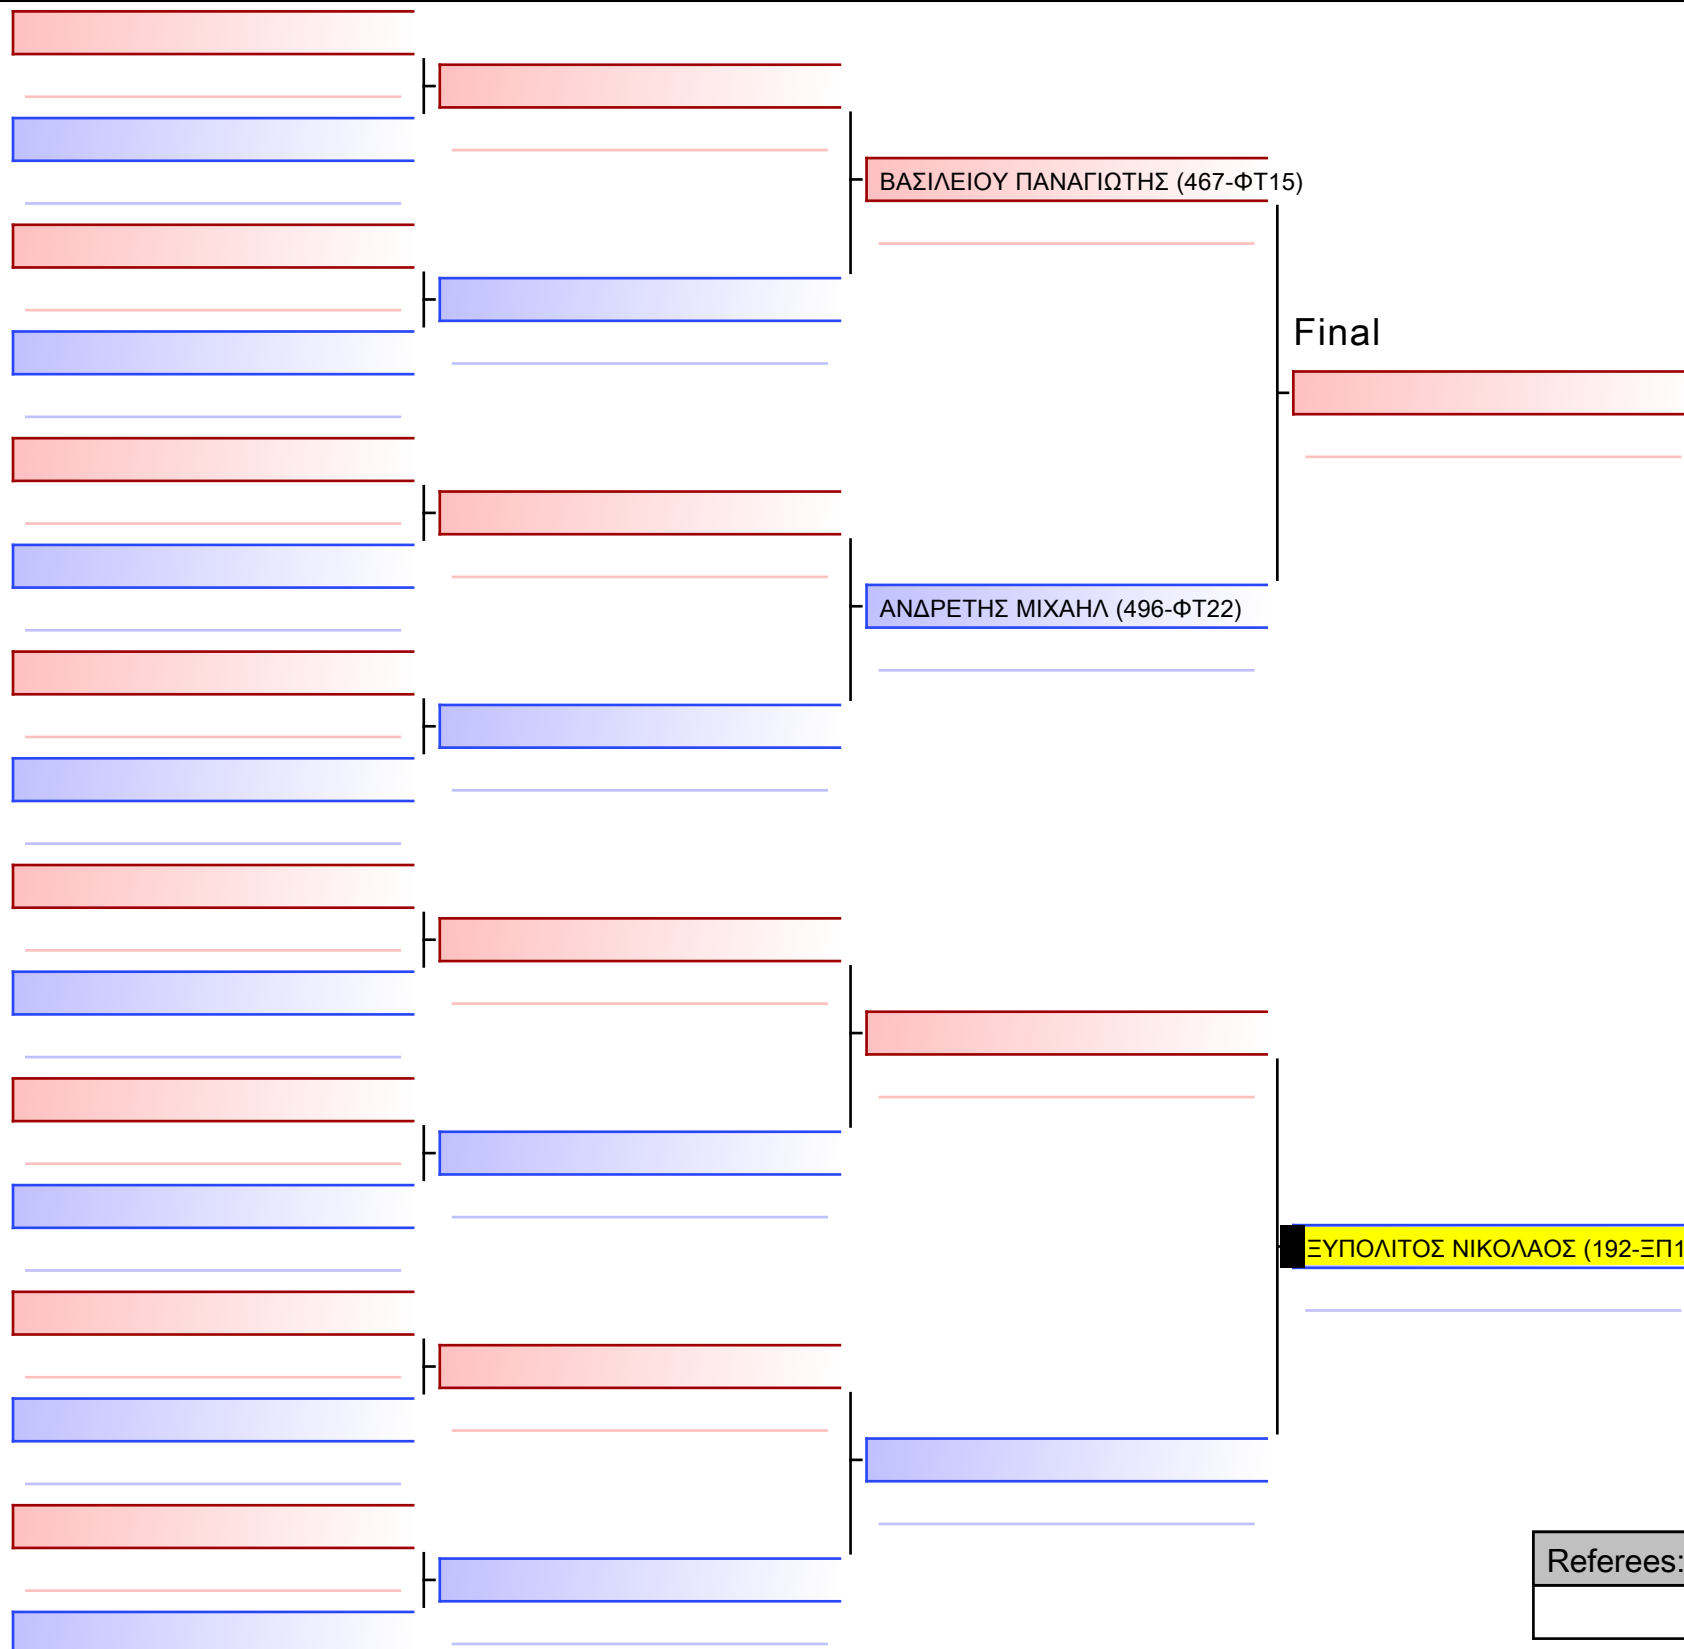 ΒΑΣΙΛΕΙΟΥ ΠΑΝΑΓΙΩΤΗΣ (467-ΦΤ15)
Final
ΑΝΔΡΕΤΗΣ ΜΙΧΑΗΛ (496-ΦΤ22)
ΞΥΠΟΛΙΤΟΣ ΝΙΚΟΛΑΟΣ (192-ΞΠ1
Referees: